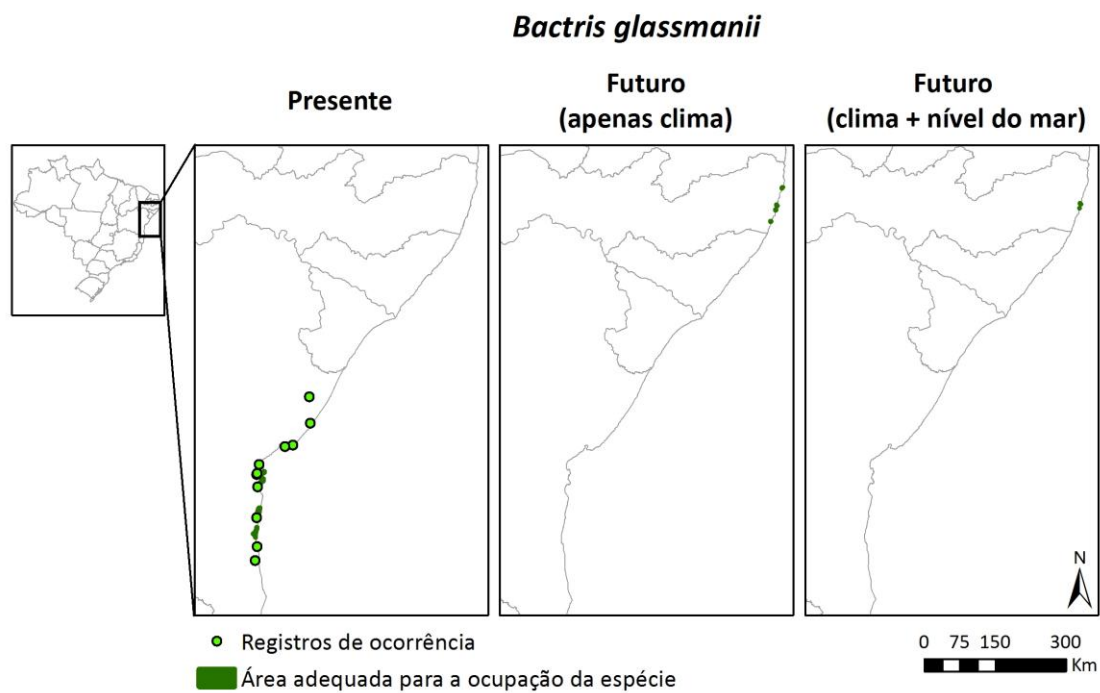 Bactris glassmanii
Presente
Futuro
(apenas clima)
Futuro
(clima + nível do mar)
N
Registros de ocorrência
Área adequada para a ocupação da espécie
0 75 150 300
Km